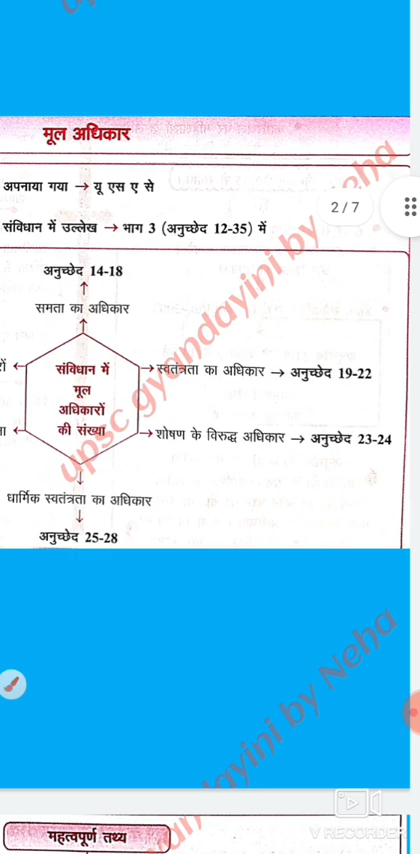 मूल अधिकार
अपनाया गया → यू एस ए से
2/7
संविधान में उल्लेख → भाग 3 (अनुच्छेद 12-35) में
अनुच्छेद 14-18
↑
समता का अधिकार
↑
संविधान में
मूल
अधिकारों
की संख्या
→ स्वतंत्रता का अधिकार → अनुच्छेद 19-22
→ शोषण के विरुद्ध अधिकार → अनुच्छेद 23-24
↓
धार्मिक स्वतंत्रता का अधिकार
↓
अनुच्छेद 25-28
upsc gyandayini by Neha
gyandayini by Neha
महत्वपूर्ण तथ्य
V RECORDER